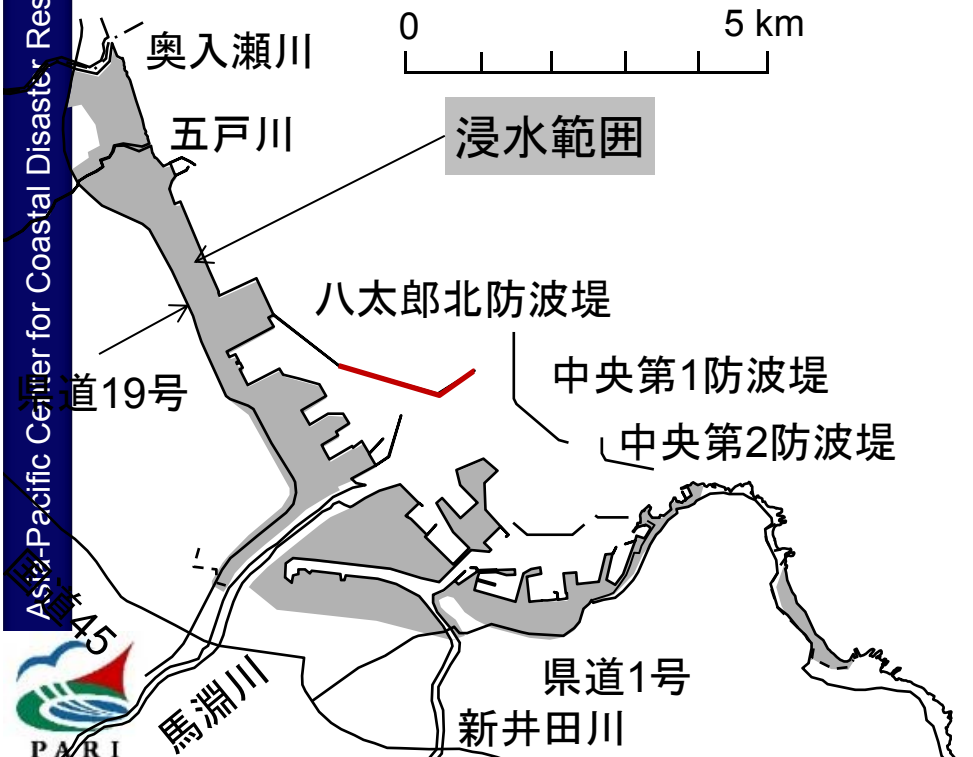 0 5 km
奥入瀬川
五戸川
浸水範囲
八太郎北防波堤
中央第1防波堤
県道19号
中央第2防波堤
Asia-Pacific Center for Coastal Disaster Res
国道45
県道1号
馬淵川
新井田川
PARI